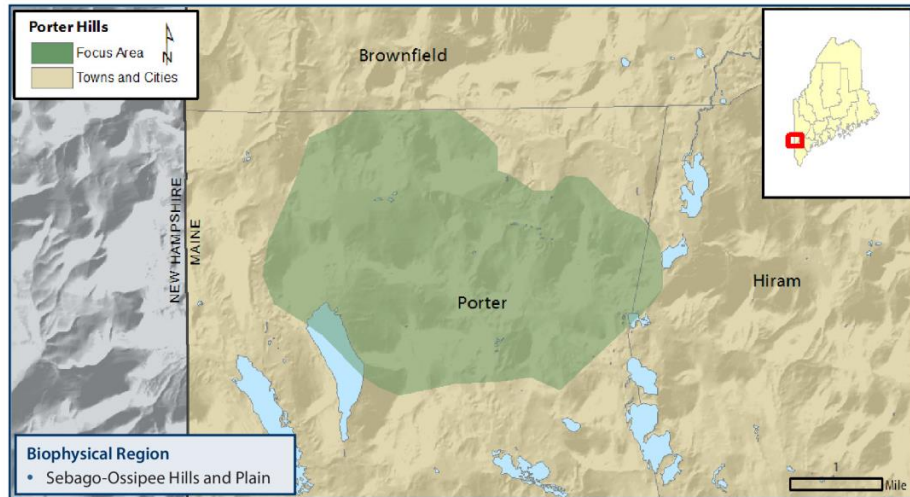 Porter Hills
N
Focus Area
Towns and Cities
Brownfield
NEW HAMPSHIRE
MAINE
Porter
Hiram
Biophysical Region
• Sebago-Ossipee Hills and Plain
1
Mile